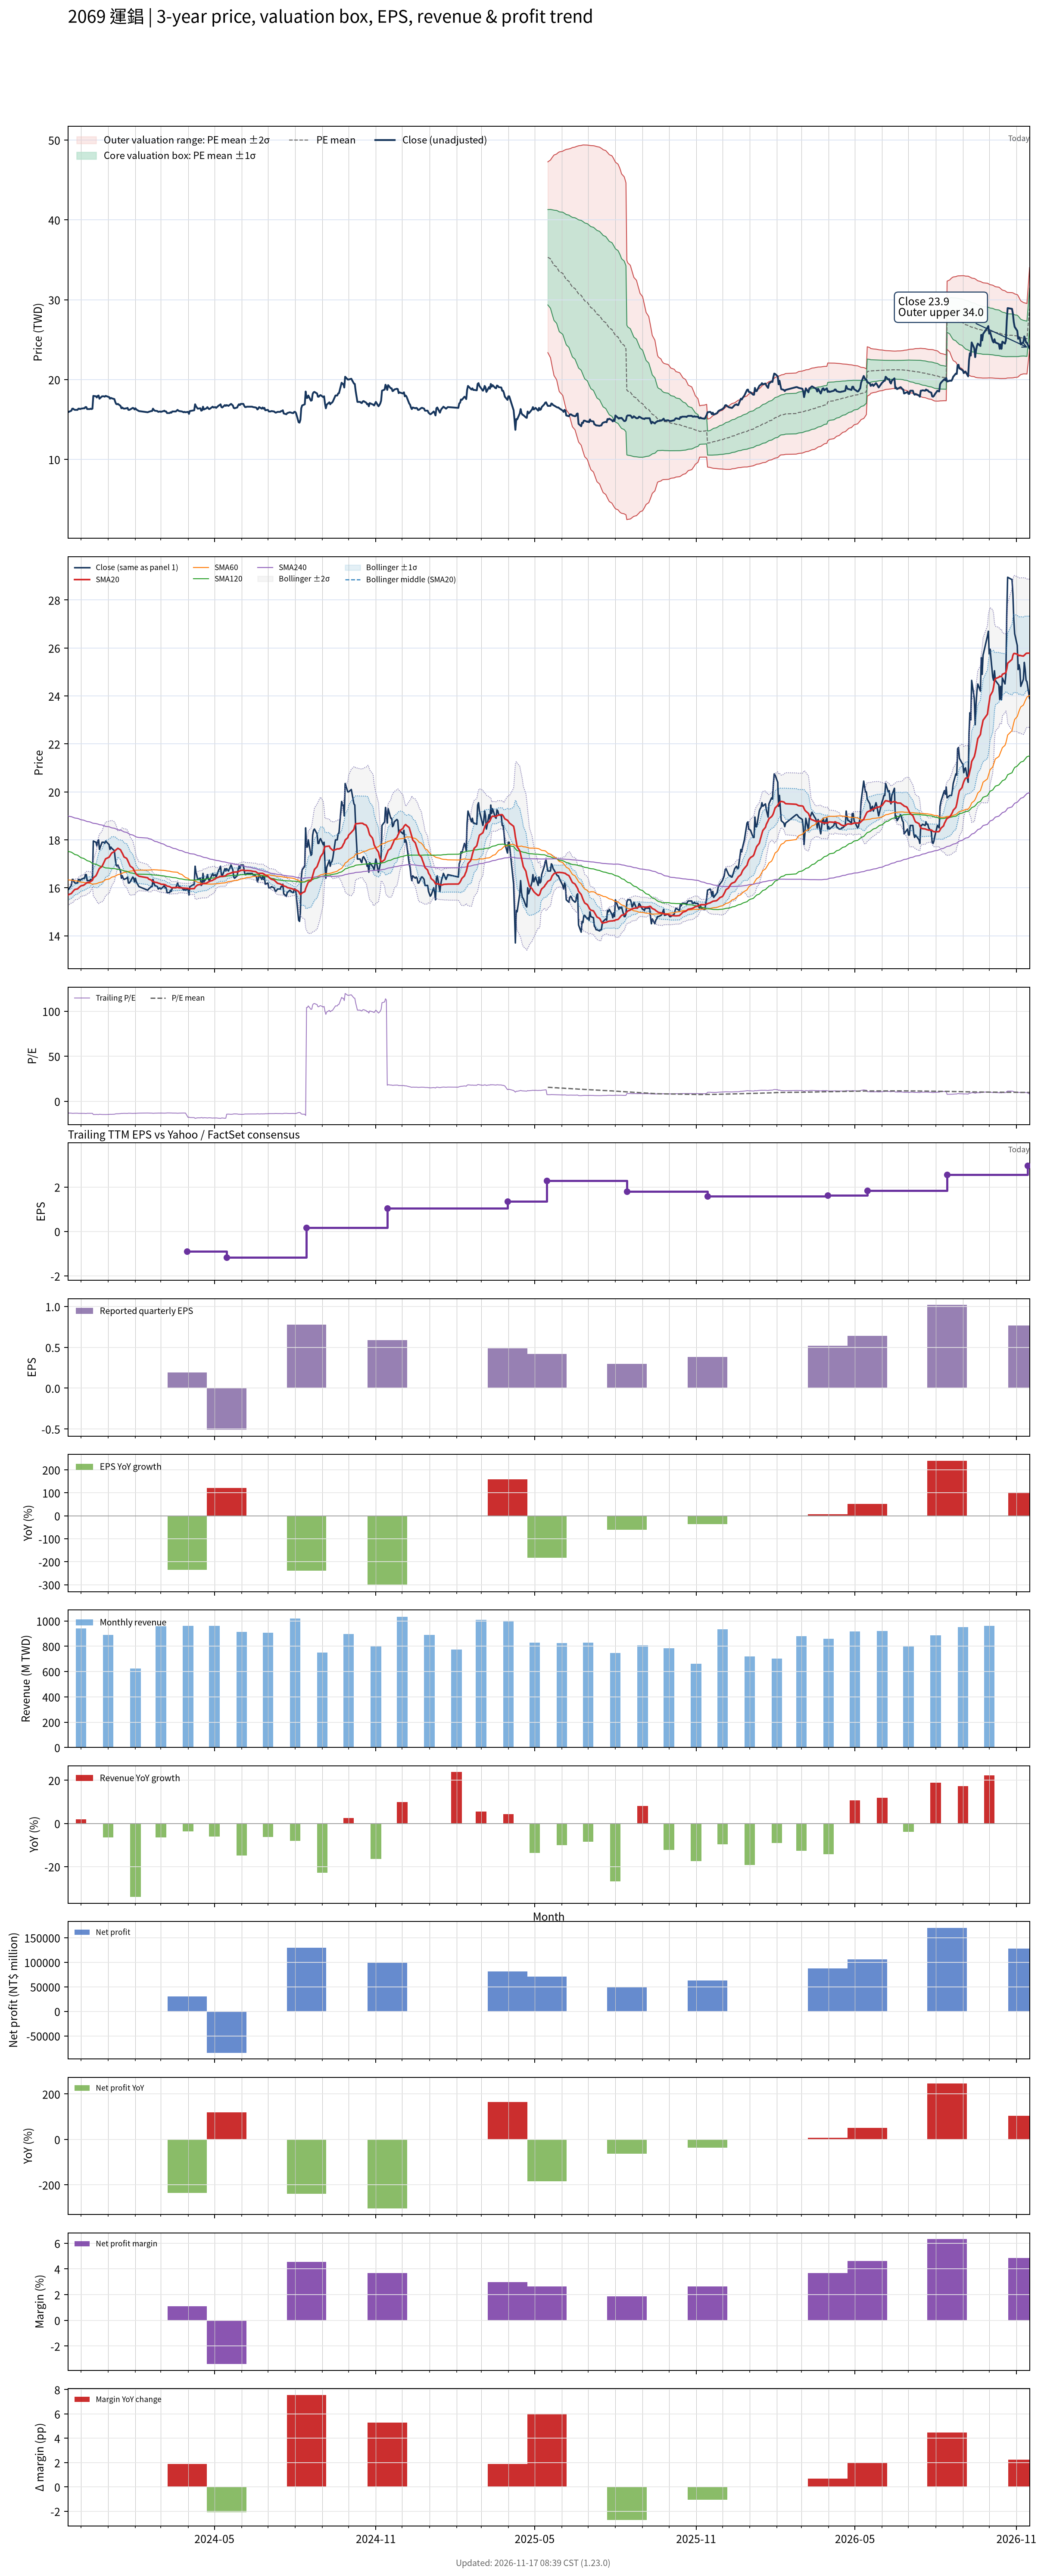 2069 運錩 | 3-year price, valuation box, EPS, revenue & profit trend
Outer valuation range: PE mean ±2σ
Core valuation box: PE mean ±1σ
PE mean
Close (unadjusted)
Today
Close 23.9
Outer upper 34.0
Price (TWD)
50
40
30
20
10
Close (same as panel 1)
SMA20
SMA60
SMA120
SMA240
Bollinger ±2σ
Bollinger ±1σ
Bollinger middle (SMA20)
Price
28
26
24
22
20
18
16
14
Trailing P/E
P/E mean
P/E
100
50
0
Trailing TTM EPS vs Yahoo / FactSet consensus
Today
EPS
2
0
-2
Reported quarterly EPS
EPS
1.0
0.5
0.0
-0.5
EPS YoY growth
YoY (%)
200
100
0
-100
-200
-300
Monthly revenue
Revenue (M TWD)
1000
800
600
400
200
0
Revenue YoY growth
YoY (%)
20
0
-20
Month
Net profit
Net profit (NT$ million)
150000
100000
50000
0
-50000
Net profit YoY
YoY (%)
200
0
-200
Net profit margin
Margin (%)
6
4
2
0
-2
Margin YoY change
Δ margin (pp)
8
6
4
2
0
-2
2024-05
2024-11
2025-05
2025-11
2026-05
2026-11
Updated: 2026-11-17 08:39 CST (1.23.0)